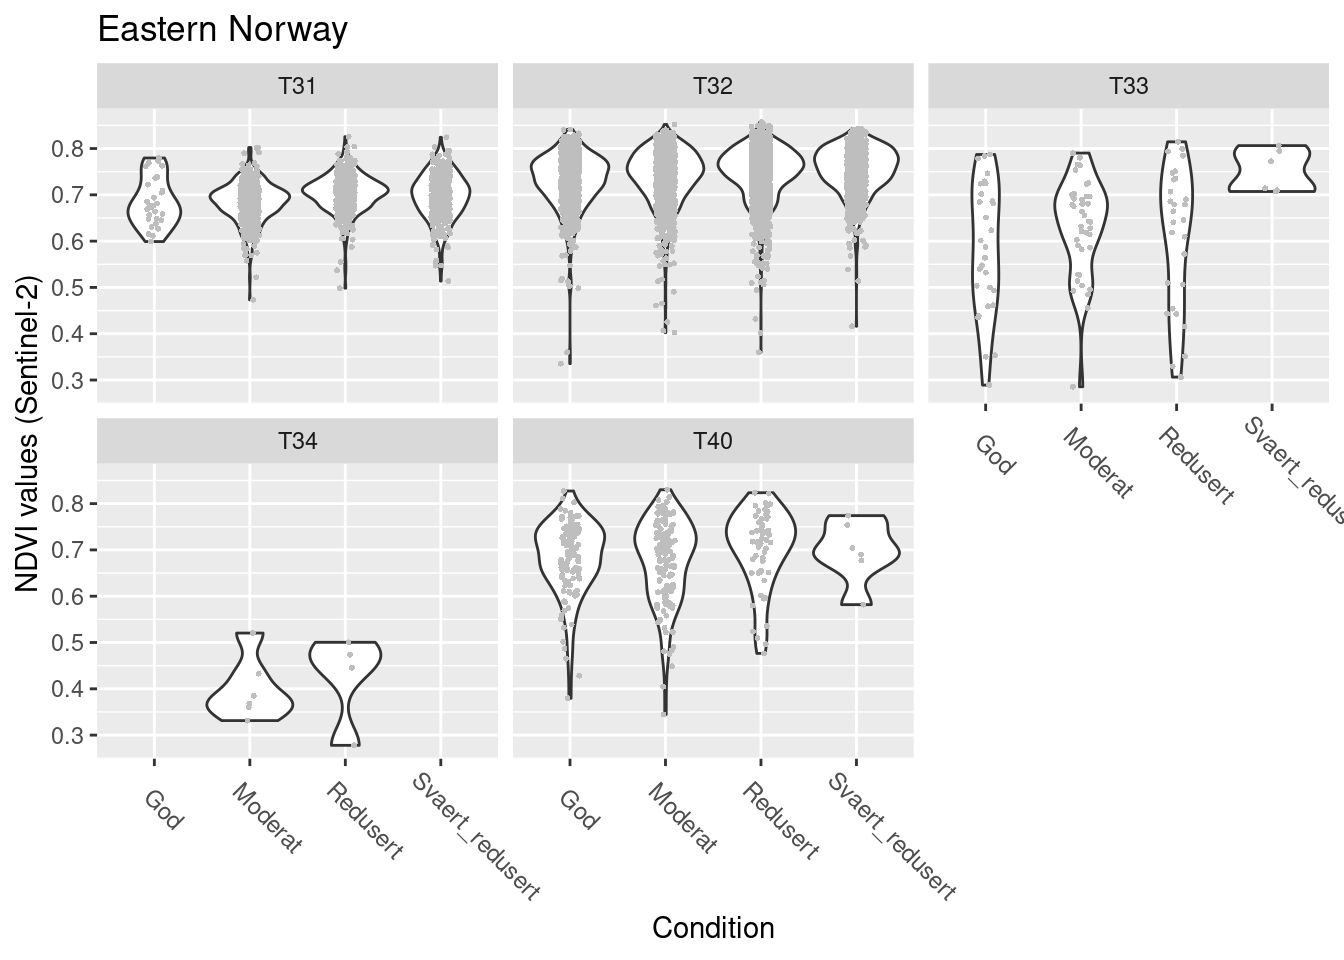 Eastern Norway
T31
T32
T33
NDVI values (Sentinel-2)
0.8
0.7
0.6
0.5
0.4
0.3
God
Moderat
Redusert
Svaert_redus
T34
T40
0.8
0.7
0.6
0.5
0.4
0.3
God
Moderat
Redusert
Svaert_redusert
God
Moderat
Redusert
Svaert_redusert
Condition